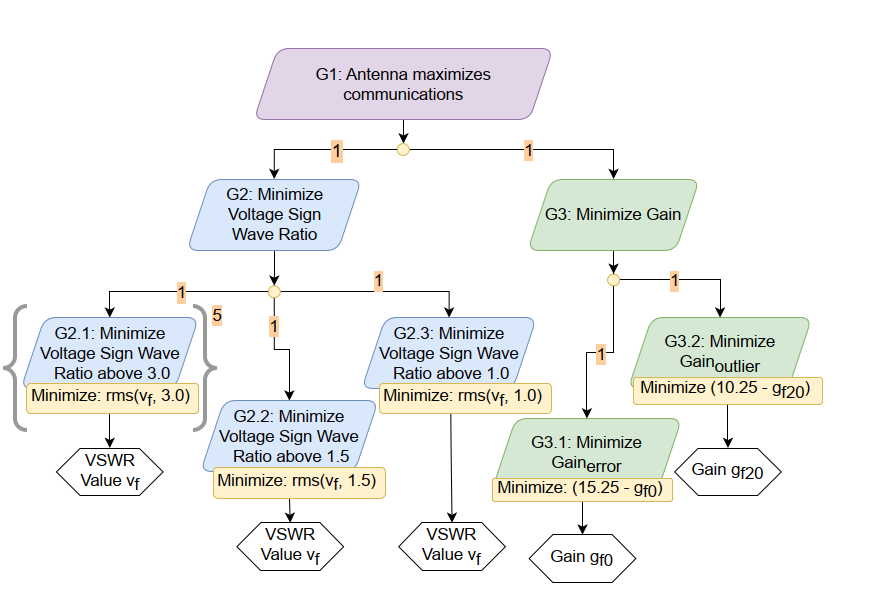 G1: Antenna maximizes
communications
1
1
G2: Minimize
Voltage Sign
Wave Ratio
G3: Minimize Gain
1
1
1
1
1
5
G2.1: Minimize
Voltage Sign Wave
Ratio above 3.0
Minimize: rms(vf, 3.0)
VSWR
Value vf
G2.2: Minimize
Voltage Sign Wave
Ratio above 1.5
Minimize: rms(vf, 1.5)
VSWR
Value vf
G2.3: Minimize
Voltage Sign Wave
Ratio above 1.0
Minimize: rms(vf, 1.0)
VSWR
Value vf
G3.1: Minimize
Gainerror
Minimize: (15.25 - gf0)
Gain gf0
G3.2: Minimize
Gainoutlier
Minimize (10.25 - gf20)
Gain gf20